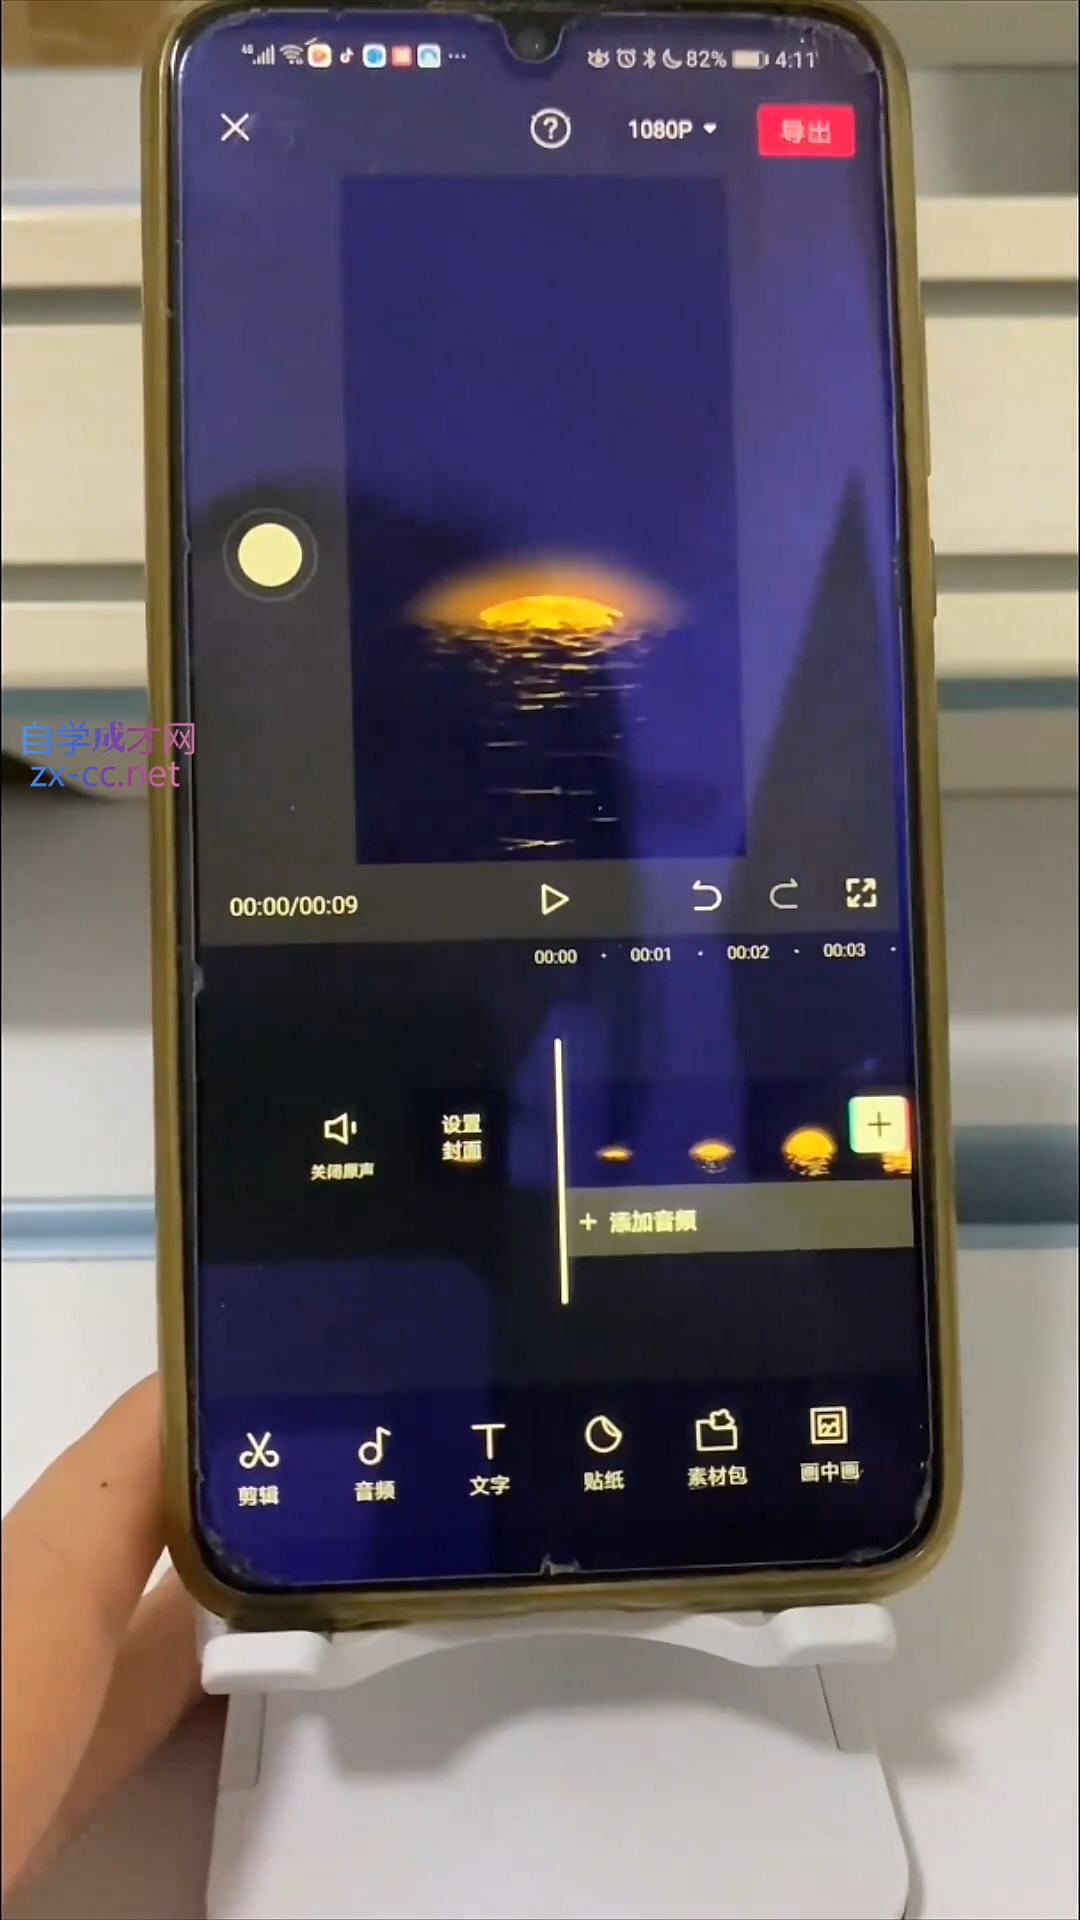 4G 82% 4:11
1080P 导出
自学成才网
zx-cc.net
00:00/00:09
00:00 · 00:01 · 00:02 · 00:03 ·
设置
封面
关闭原声
+ 添加音频
剪辑 音频 文字 贴纸 素材包 画中画